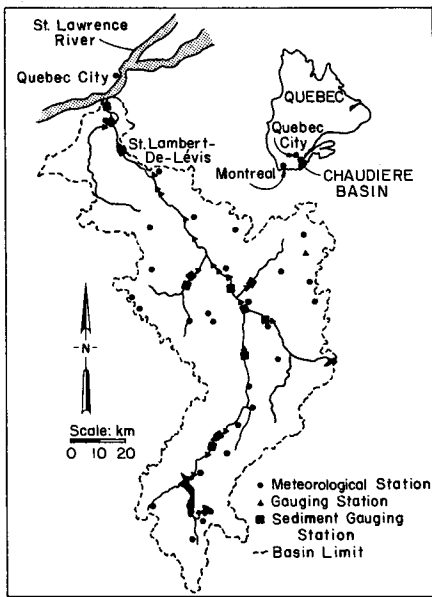 St. Lawrence
River
Quebec City
St. Lambert-
De-Lévis
QUEBEC
Quebec
City
Montreal
CHAUDIERE
BASIN
-N-
Scale: km
0 10 20
Meteorological Station
Gauging Station
Sediment Gauging
Station
Basin Limit